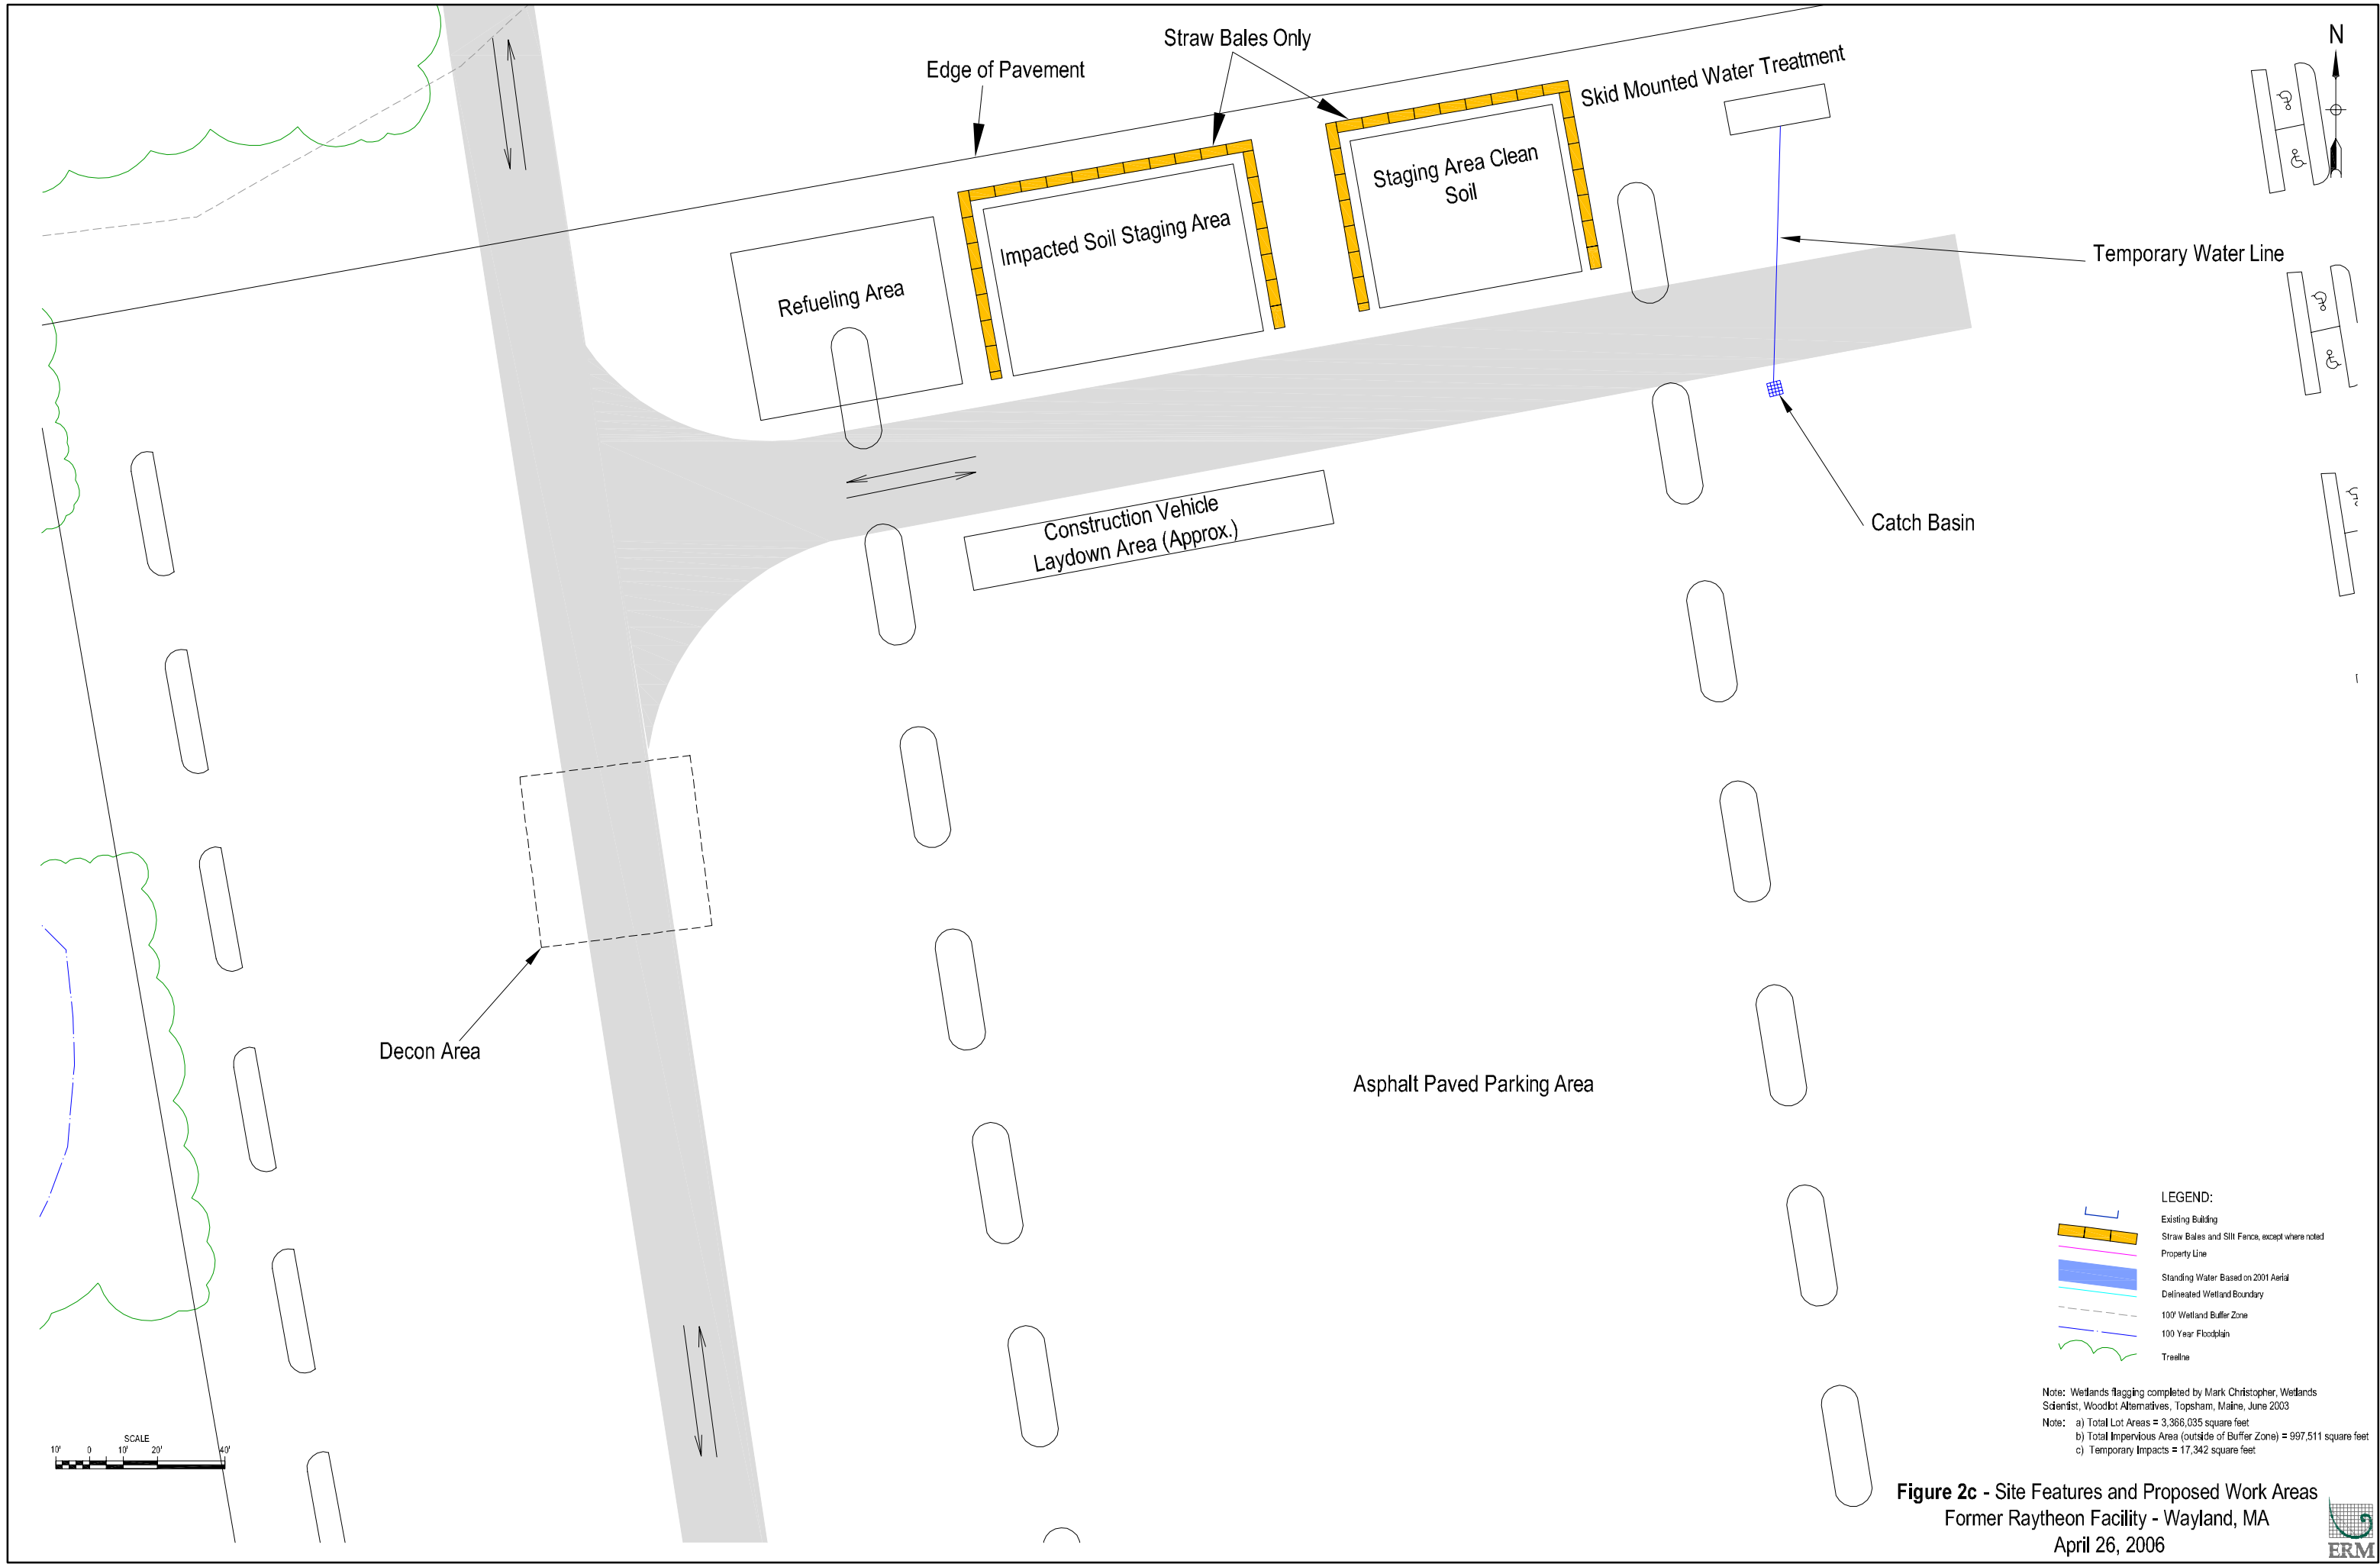 Straw Bales Only
Edge of Pavement
Skid Mounted Water Treatment
N
Staging Area Clean
Soil
Impacted Soil Staging Area
Refueling Area
Temporary Water Line
Construction Vehicle
Laydown Area (Approx.)
Catch Basin
Decon Area
Asphalt Paved Parking Area
LEGEND:
Existing Building
Straw Bales and Silt Fence, except where noted
Property Line
Standing Water Based on 2001 Aerial
Delineated Wetland Boundary
100' Wetland Buffer Zone
100 Year Floodplain
Treeline
Note: Wetlands flagging completed by Mark Christopher, Wetlands
Scientist, Woodlot Alternatives, Topsham, Maine, June 2003
Note: a) Total Lot Areas = 3,366,035 square feet
b) Total Impervious Area (outside of Buffer Zone) = 997,511 square feet
c) Temporary Impacts = 17,342 square feet
SCALE
10' 0 10' 20' 40'
Figure 2c - Site Features and Proposed Work Areas
Former Raytheon Facility - Wayland, MA
April 26, 2006
ERM